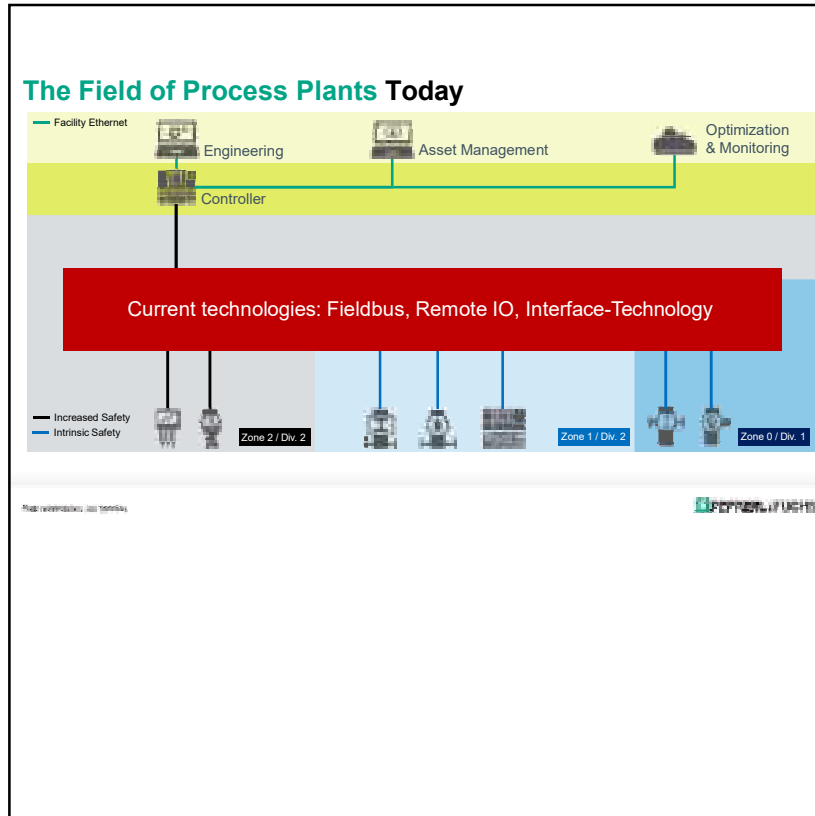 The Field of Process Plants Today
Facility Ethernet
Engineering
Asset Management
Optimization
& Monitoring
Controller
Current technologies: Fieldbus, Remote IO, Interface-Technology
Increased Safety
Intrinsic Safety
Zone 2 / Div. 2
Zone 1 / Div. 2
Zone 0 / Div. 1